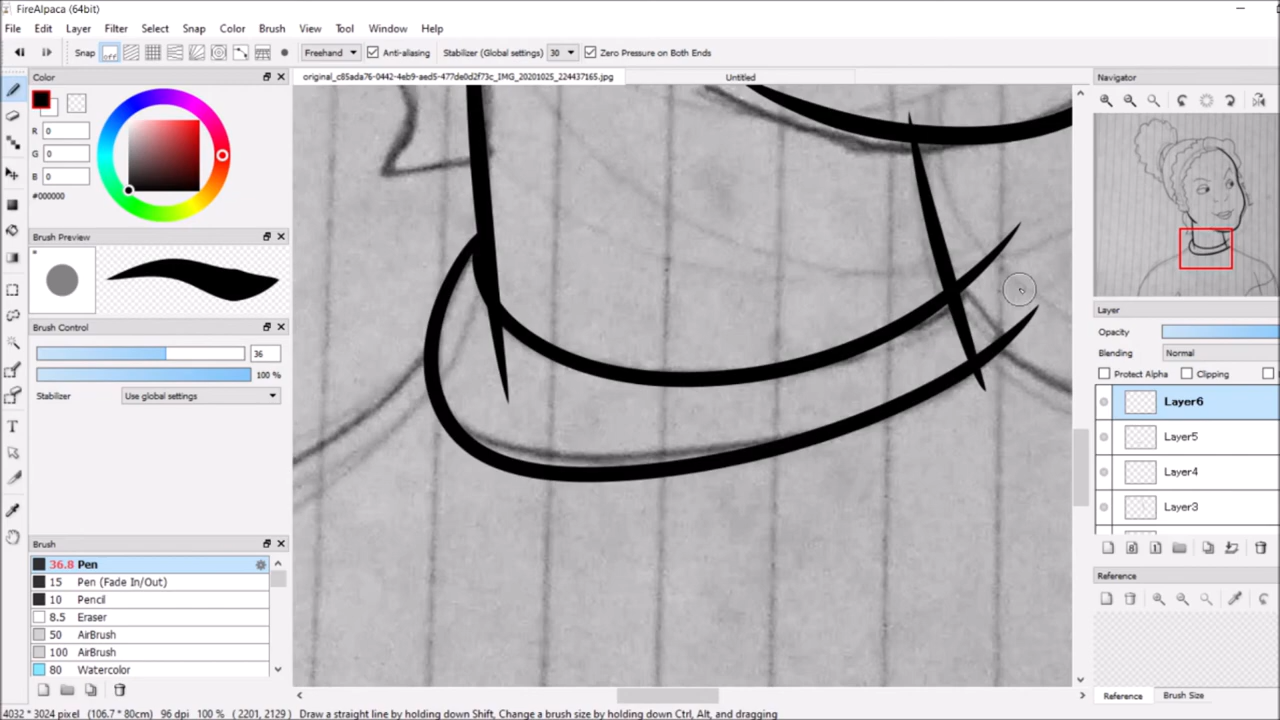 FireAlpaca (64bit)
File Edit Layer Filter Select Snap Color Brush View Tool Window Help
Snap off Freehand Anti-aliasing Stabilizer (Global settings) 30 Zero Pressure on Both Ends
Color
original_c85ada76-0442-4eb9-aed5-477de0d2f73c_IMG_20201025_224437165.jpg Untitled
Navigator
R 0
G 0
B 0
#000000
Brush Preview
Brush Control
36
100 %
Stabilizer Use global settings
Brush
36.8 Pen
15 Pen (Fade In/Out)
10 Pencil
8.5 Eraser
50 AirBrush
100 AirBrush
80 Watercolor
Layer
Opacity
Blending Normal
Protect Alpha Clipping
Layer6
Layer5
Layer4
Layer3
Reference
Reference Brush Size
4032 * 3024 pixel (106.7 * 80cm) 96 dpi 100 % (2201, 2129) Draw a straight line by holding down Shift, Change a brush size by holding down Ctrl, Alt, and dragging